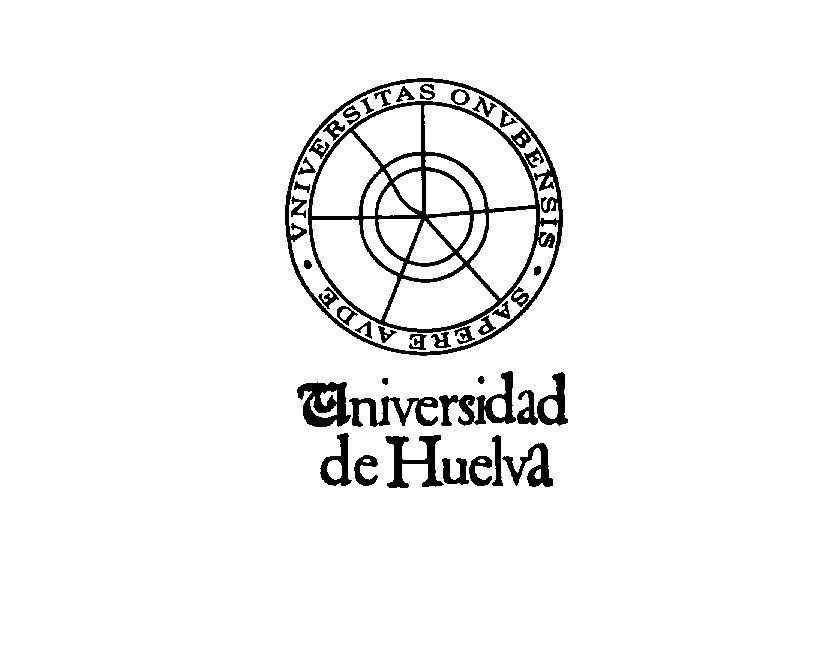 VNIVERSITAS ONVBENSIS • SAPERE AVDE •
Universidad
de Huelva